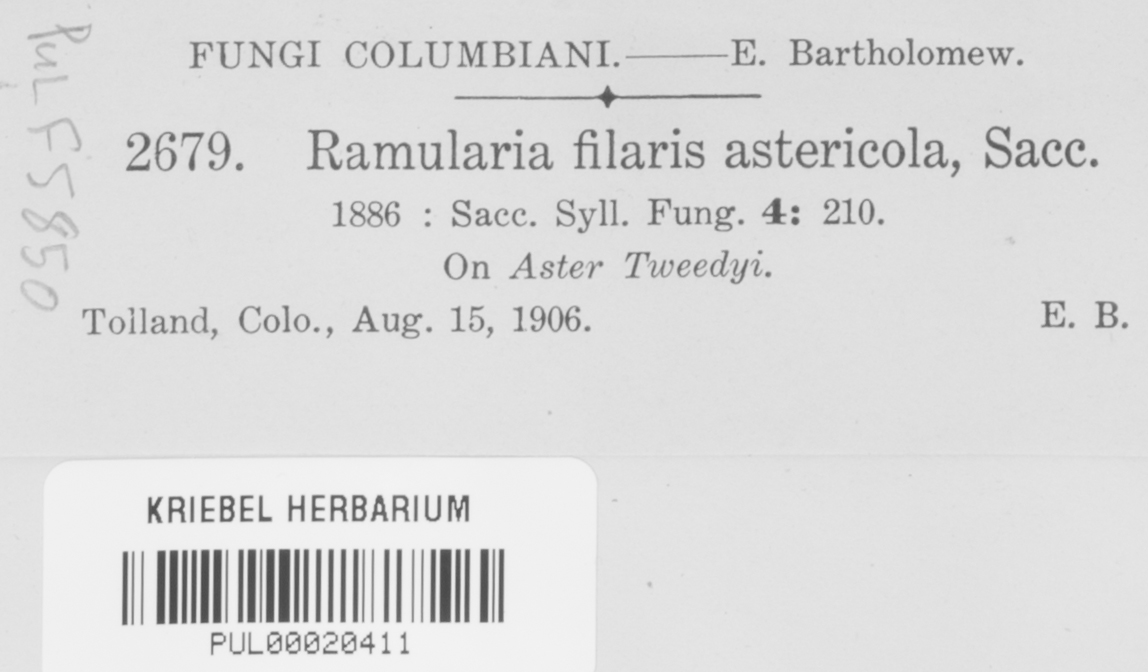 FUNGI COLUMBIANI.——E. Bartholomew.
2679. Ramularia filaris astericola, Sacc.
1886 : Sacc. Syll. Fung. 4: 210.
On Aster Tweedyi.
Tolland, Colo., Aug. 15, 1906. E. B.
PUL F5850
KRIEBEL HERBARIUM
PUL00020411